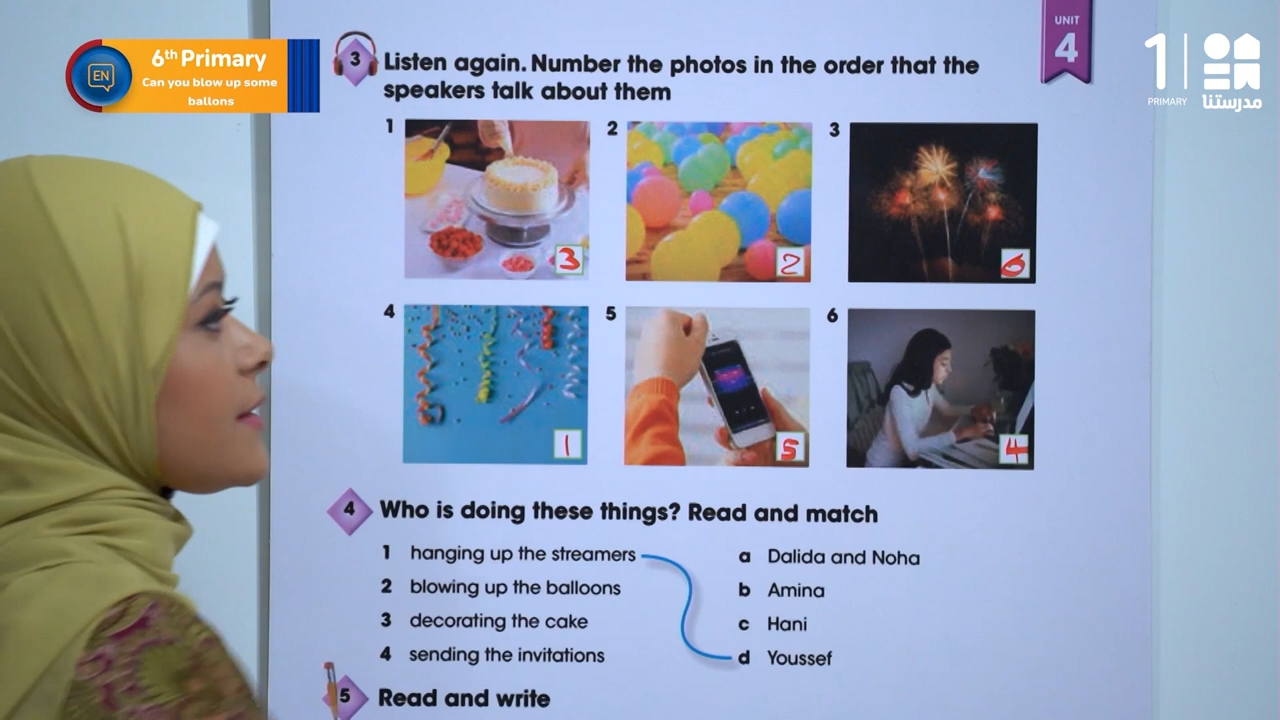 EN
6th Primary
Can you blow up some
ballons
UNIT
4
1
PRIMARY
مدرستنا
3
Listen again. Number the photos in the order that the
speakers talk about them
1
3
2
2
3
6
4
1
5
5
6
4
4
Who is doing these things? Read and match
1 hanging up the streamers
a Dalida and Noha
2 blowing up the balloons
b Amina
3 decorating the cake
c Hani
4 sending the invitations
d Youssef
5
Read and write